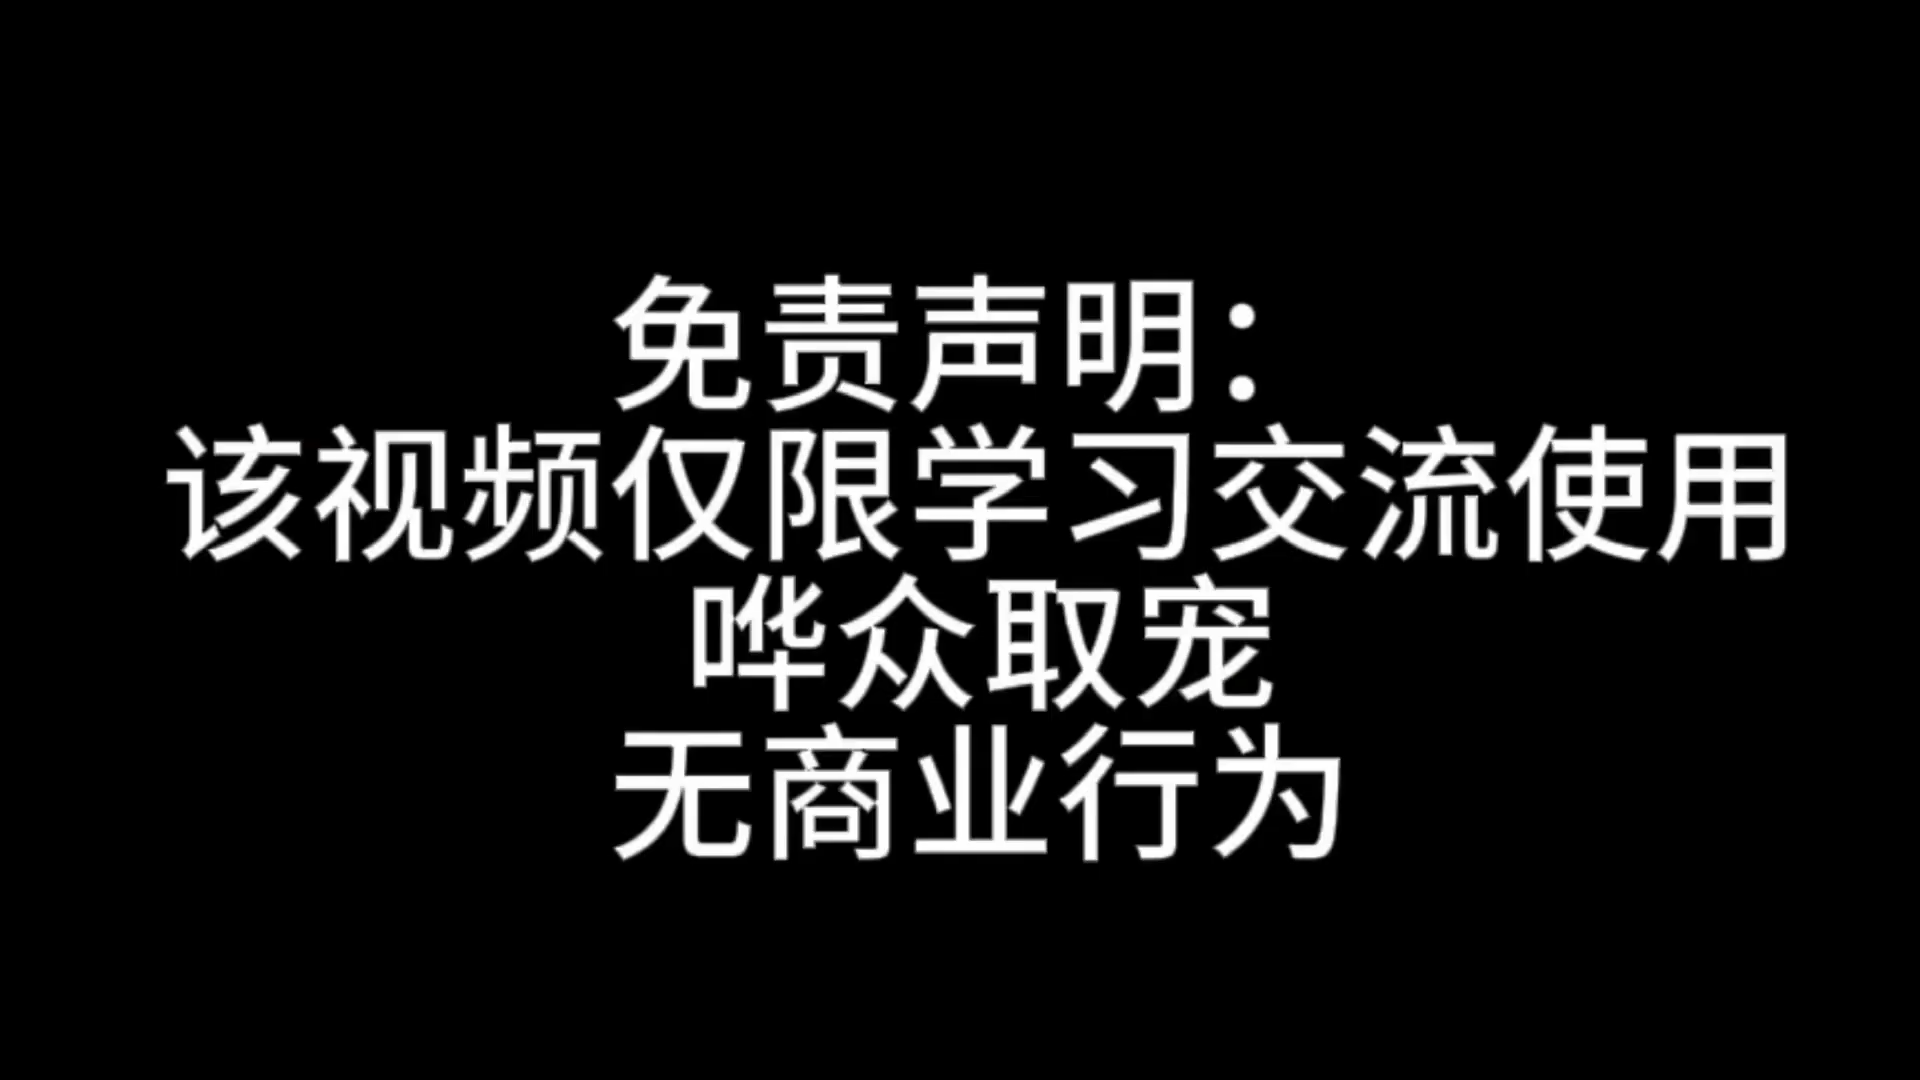 免责声明：
该视频仅限学习交流使用
哗众取宠
无商业行为